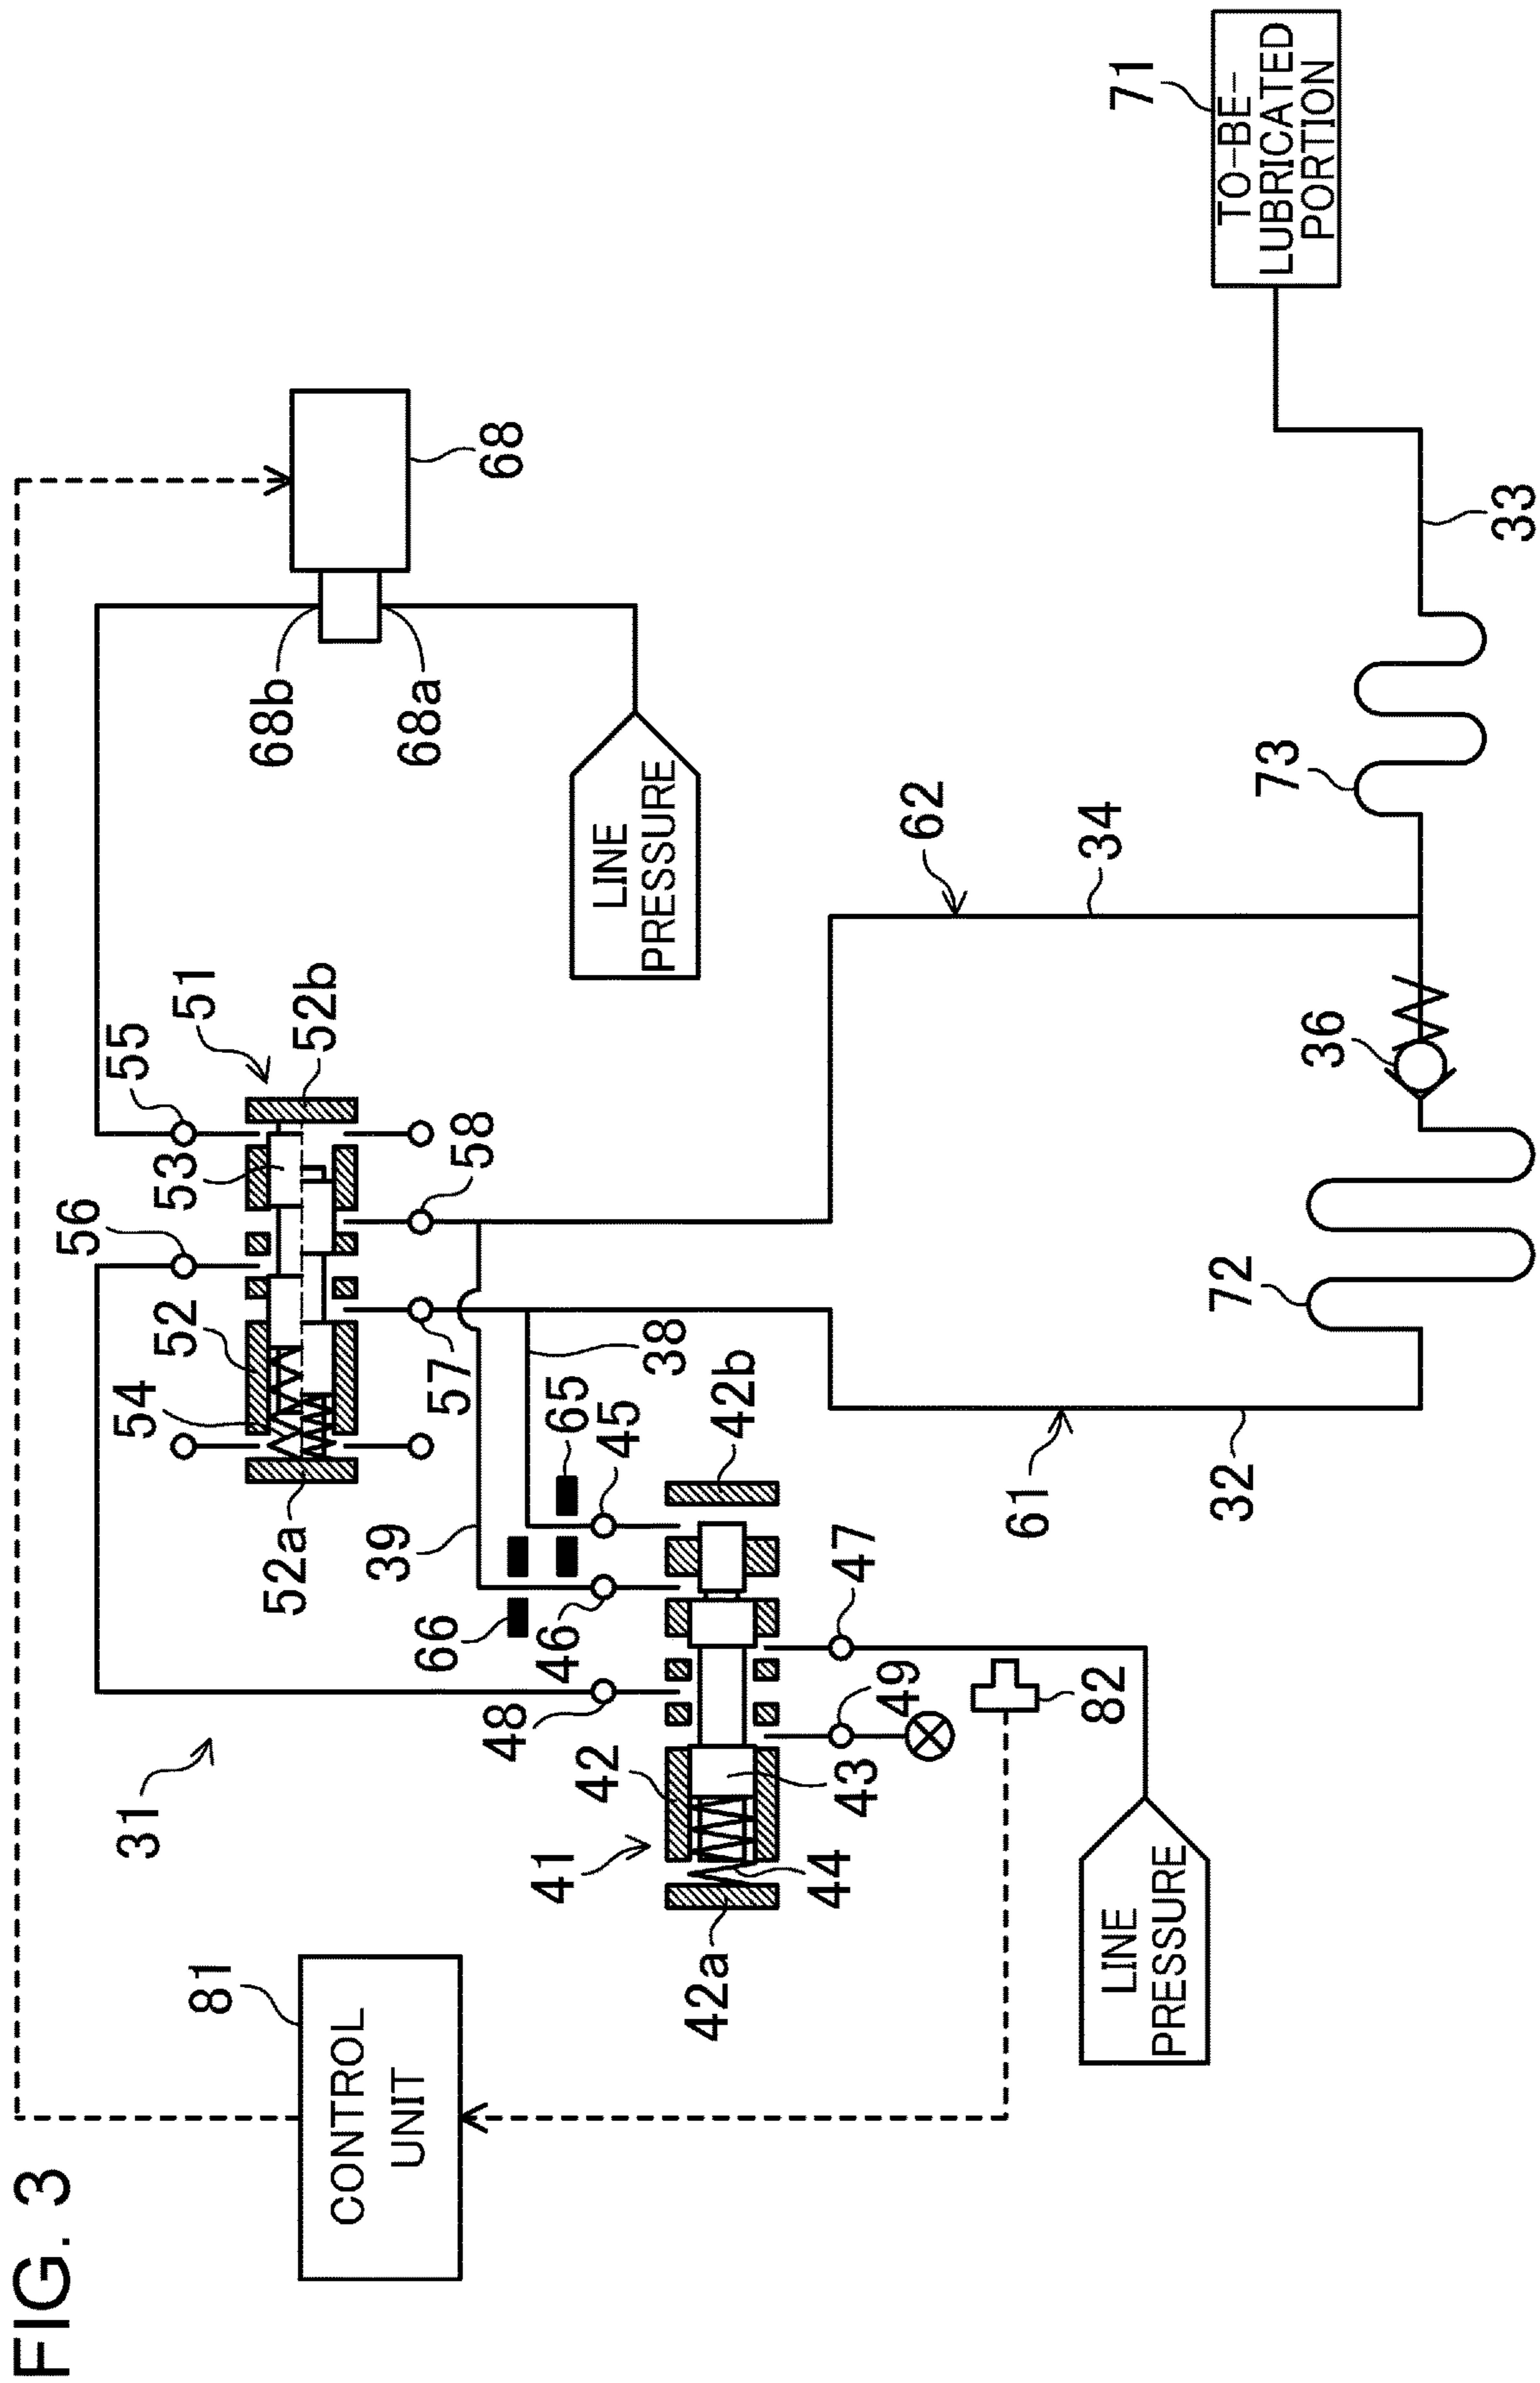 FIG. 3
56
55
31
54
52
53
51
81
CONTROL
UNIT
52a
52b
68b
68a
39
66
57
58
48
68
41
46
65
42
45
38
LINE
PRESSURE
42a
42b
44
43
47
49
62
61
82
34
LINE
PRESSURE
71
TO-BE-
LUBRICATED
PORTION
32
72
73
36
33